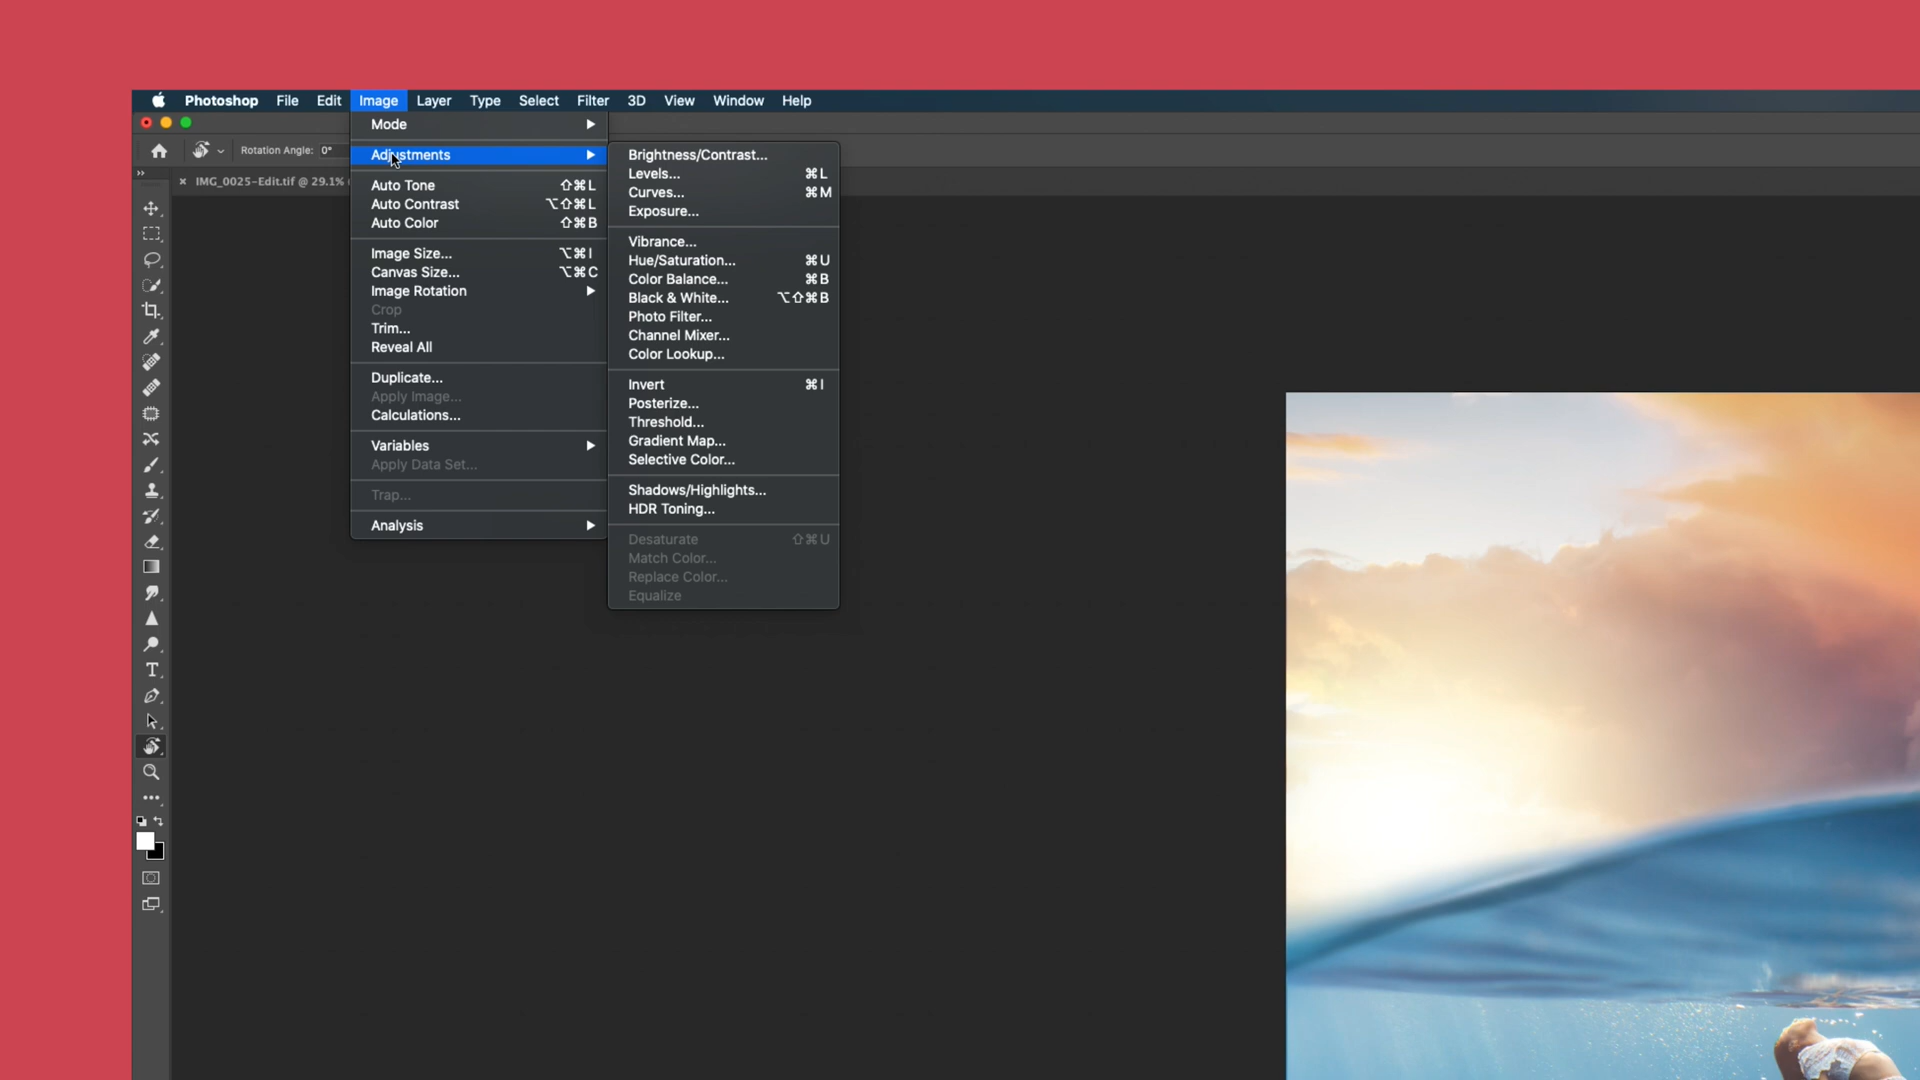 Photoshop File Edit Image Layer Type Select Filter 3D View Window Help
Mode
Rotation Angle: 0°
Adjustments
IMG_0025-Edit.tif @ 29.1% (
Auto Tone ⇧⌘L
Auto Contrast ⌥⇧⌘L
Auto Color ⇧⌘B
Image Size... ⌥⌘I
Canvas Size... ⌥⌘C
Image Rotation
Crop
Trim...
Reveal All
Duplicate...
Apply Image...
Calculations...
Variables
Apply Data Set...
Trap...
Analysis
Brightness/Contrast...
Levels... ⌘L
Curves... ⌘M
Exposure...
Vibrance...
Hue/Saturation... ⌘U
Color Balance... ⌘B
Black & White... ⌥⇧⌘B
Photo Filter...
Channel Mixer...
Color Lookup...
Invert ⌘I
Posterize...
Threshold...
Gradient Map...
Selective Color...
Shadows/Highlights...
HDR Toning...
Desaturate ⇧⌘U
Match Color...
Replace Color...
Equalize